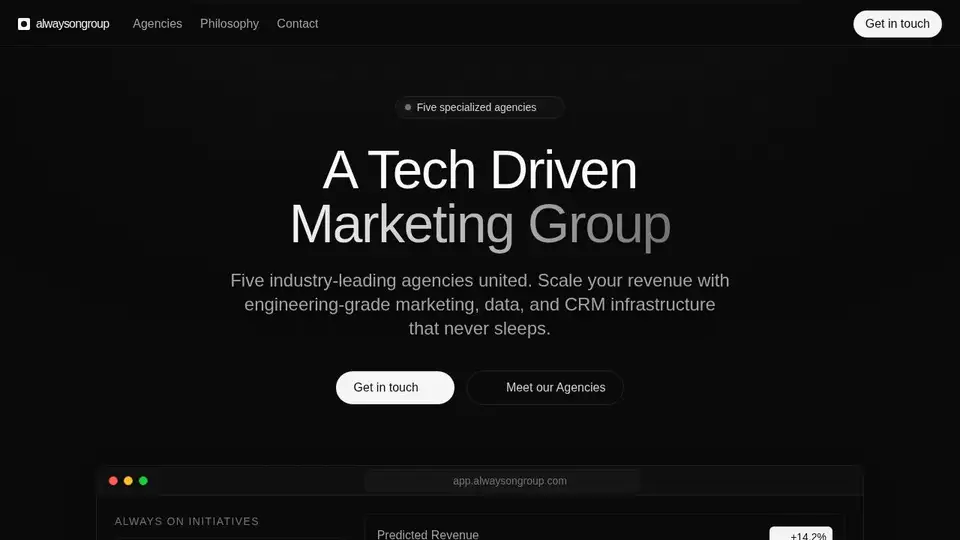 alwaysongroup
Agencies
Philosophy
Contact
Get in touch
Five specialized agencies
A Tech Driven
Marketing Group
Five industry-leading agencies united. Scale your revenue with
engineering-grade marketing, data, and CRM infrastructure
that never sleeps.
Get in touch
Meet our Agencies
app.alwaysongroup.com
ALWAYS ON INITIATIVES
Predicted Revenue
+14.2%